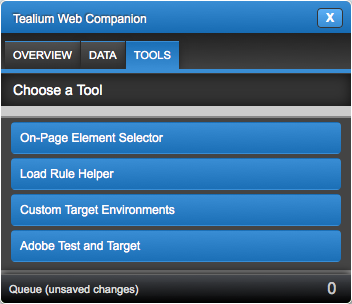 Tealium Web Companion
X
OVERVIEW DATA TOOLS
Choose a Tool
On-Page Element Selector
Load Rule Helper
Custom Target Environments
Adobe Test and Target
Queue (unsaved changes) 0